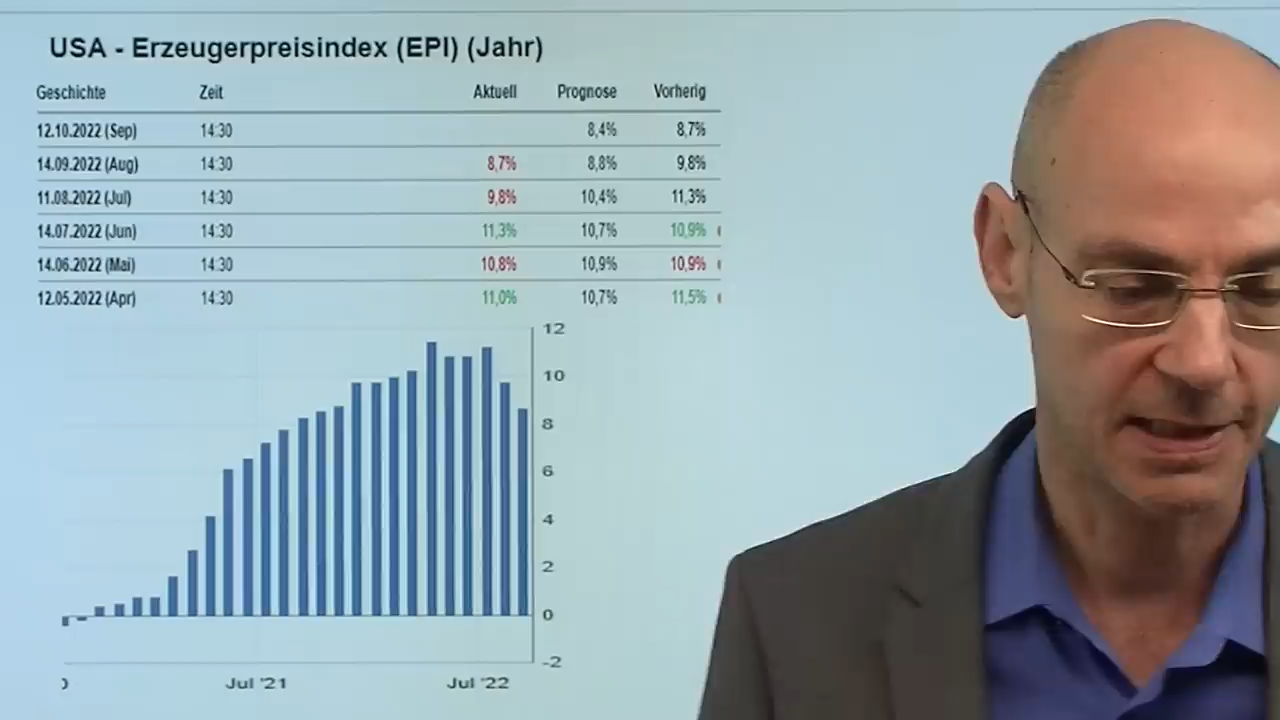 USA - Erzeugerpreisindex (EPI) (Jahr)
Geschichte Zeit Aktuell Prognose Vorherig
12.10.2022 (Sep) 14:30 8,4% 8,7%
14.09.2022 (Aug) 14:30 8,7% 8,8% 9,8%
11.08.2022 (Jul) 14:30 9,8% 10,4% 11,3%
14.07.2022 (Jun) 14:30 11,3% 10,7% 10,9%
14.06.2022 (Mai) 14:30 10,8% 10,9% 10,9%
12.05.2022 (Apr) 14:30 11,0% 10,7% 11,5%
12
10
8
6
4
2
0
-2
Jul '21 Jul '22